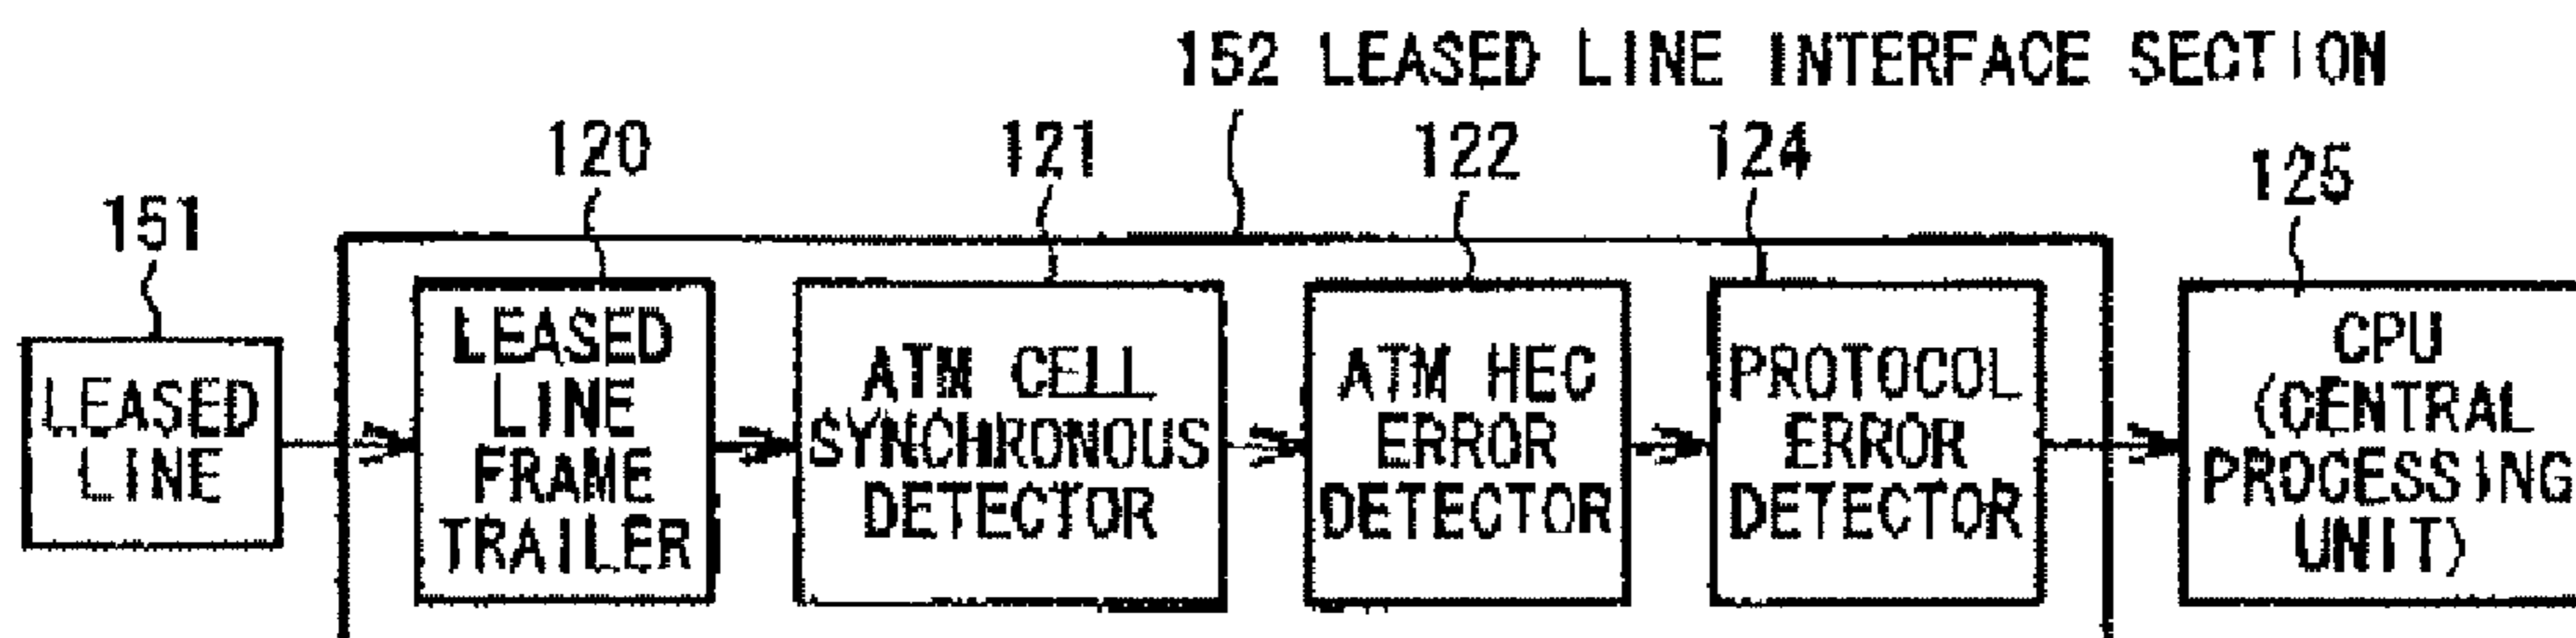 152 LEASED LINE INTERFACE SECTION
120
121
122
124
125
151
LEASED
LINE
LEASED
LINE
FRAME
TRAILER
ATM CELL
SYNCHRONOUS
DETECTOR
ATM HEC
ERROR
DETECTOR
PROTOCOL
ERROR
DETECTOR
CPU
(CENTRAL
PROCESSING
UNIT)